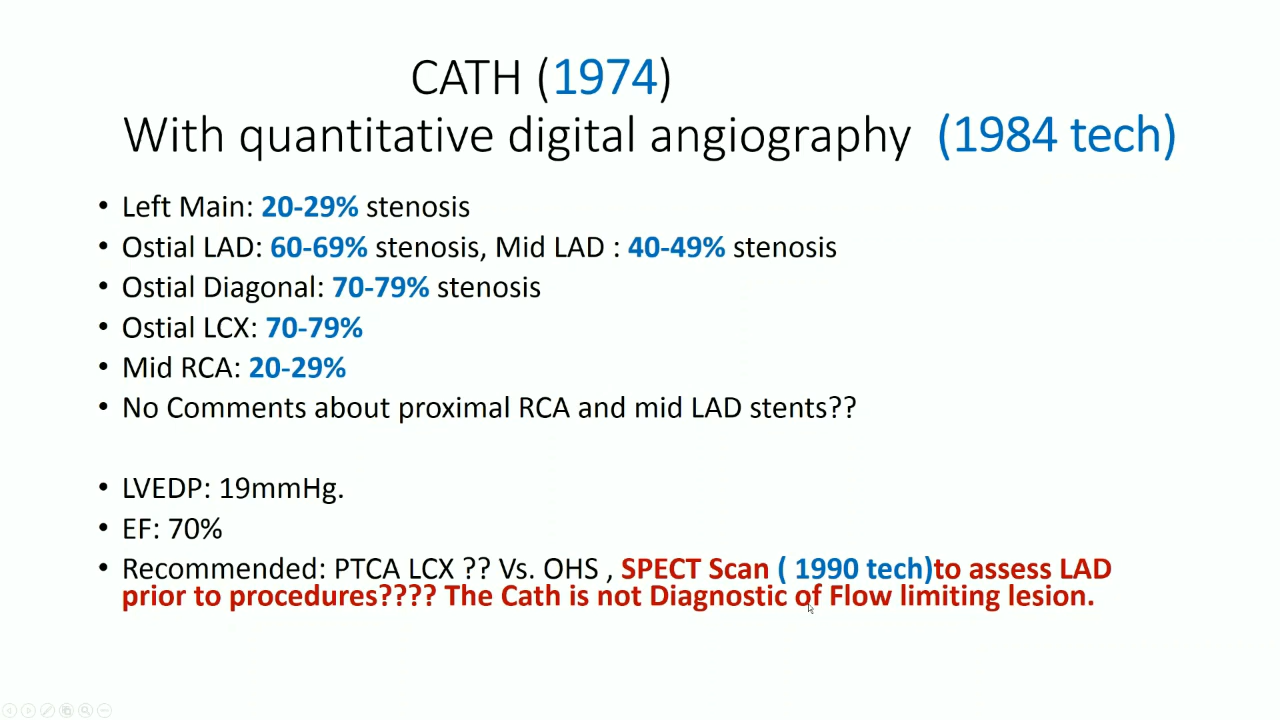 CATH (1974)
With quantitative digital angiography (1984 tech)
• Left Main: 20-29% stenosis
• Ostial LAD: 60-69% stenosis, Mid LAD : 40-49% stenosis
• Ostial Diagonal: 70-79% stenosis
• Ostial LCX: 70-79%
• Mid RCA: 20-29%
• No Comments about proximal RCA and mid LAD stents??
• LVEDP: 19mmHg.
• EF: 70%
• Recommended: PTCA LCX ?? Vs. OHS , SPECT Scan ( 1990 tech)to assess LAD
prior to procedures???? The Cath is not Diagnostic of Flow limiting lesion.